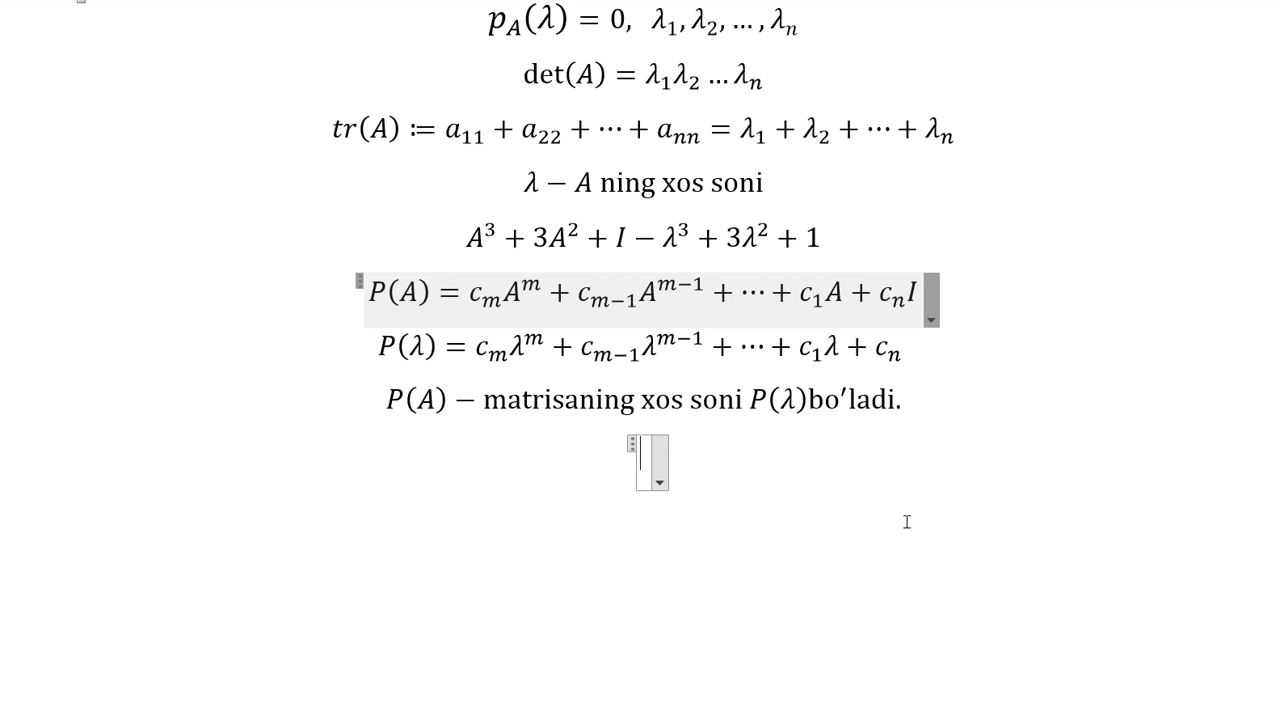 p_A(λ) = 0, λ₁, λ₂, … , λₙ
det(A) = λ₁λ₂ … λₙ
tr(A) ≔ a₁₁ + a₂₂ + ⋯ + aₙₙ = λ₁ + λ₂ + ⋯ + λₙ
λ − A ning xos soni
A³ + 3A² + I − λ³ + 3λ² + 1
P(A) = cₘAᵐ + cₘ₋₁Aᵐ⁻¹ + ⋯ + c₁A + cₙI
P(λ) = cₘλᵐ + cₘ₋₁λᵐ⁻¹ + ⋯ + c₁λ + cₙ
P(A) − matrisaning xos soni P(λ)bo′ladi.